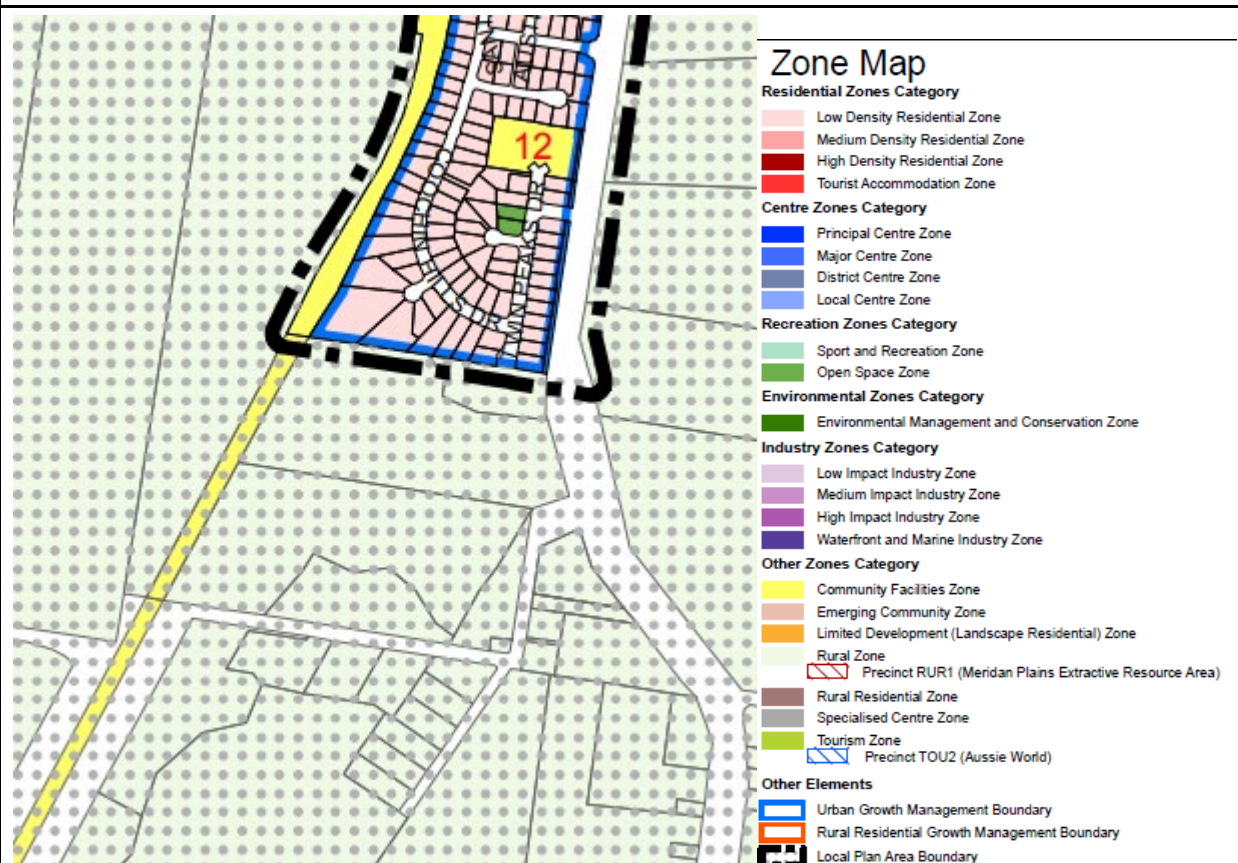 12
Zone Map
Residential Zones Category
Low Density Residential Zone
Medium Density Residential Zone
High Density Residential Zone
Tourist Accommodation Zone
Centre Zones Category
Principal Centre Zone
Major Centre Zone
District Centre Zone
Local Centre Zone
Recreation Zones Category
Sport and Recreation Zone
Open Space Zone
Environmental Zones Category
Environmental Management and Conservation Zone
Industry Zones Category
Low Impact Industry Zone
Medium Impact Industry Zone
High Impact Industry Zone
Waterfront and Marine Industry Zone
Other Zones Category
Community Facilities Zone
Emerging Community Zone
Limited Development (Landscape Residential) Zone
Rural Zone
Precinct RUR1 (Meridan Plains Extractive Resource Area)
Rural Residential Zone
Specialised Centre Zone
Tourism Zone
Precinct TOU2 (Aussie World)
Other Elements
Urban Growth Management Boundary
Rural Residential Growth Management Boundary
Local Plan Area Boundary